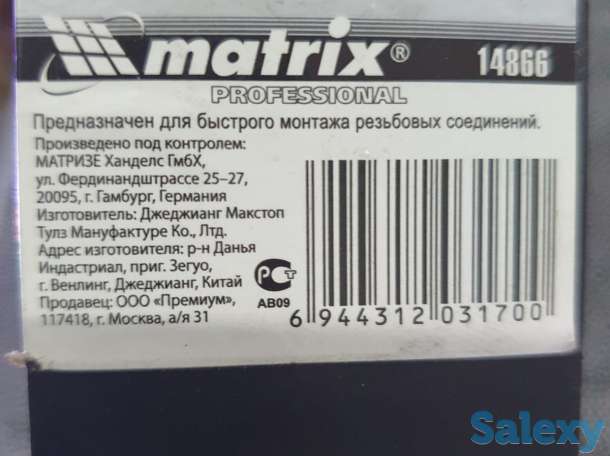 matrix® 14866
PROFESSIONAL
Предназначен для быстрого монтажа резьбовых соединений.
Произведено под контролем:
МАТРИЗЕ Ханделс ГмбХ,
ул. Фердинандштрассе 25-27,
20095, г. Гамбург, Германия
Изготовитель: Джеджианг Макстоп
Тулз Мануфактуре Ко., Лтд.
Адрес изготовителя: р-н Данья
Индастриал, приг. Зегуо,
г. Венлинг, Джеджианг, Китай
Продавец: ООО «Премиум»,
117418, г. Москва, а/я 31
РСТ
АВ09
6 944312 031700
Salexy